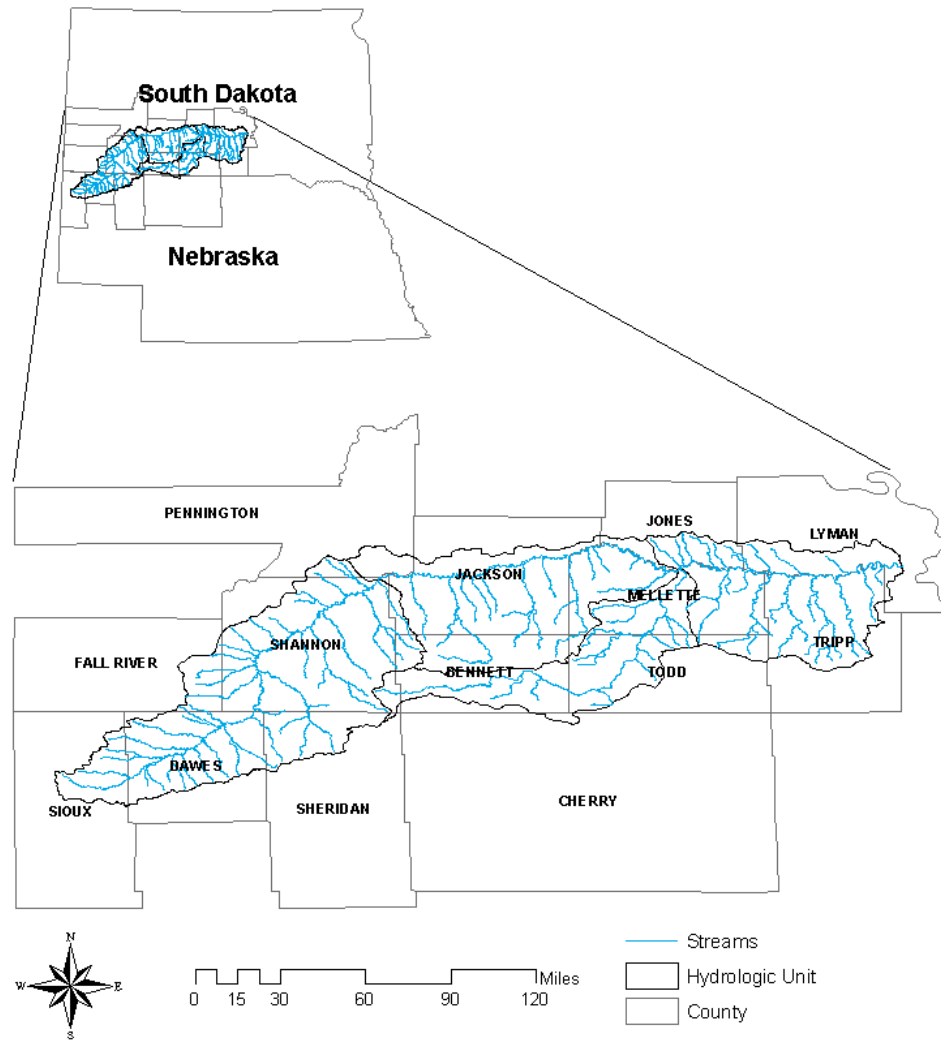 South Dakota
Nebraska
PENNINGTON
JONES
LYMAN
JACKSON
MELLETTE
SHANNON
TRIPP
FALL RIVER
BENNETT
TODD
BAWES
CHERRY
SIOUX
SHERIDAN
N
W
E
S
Streams
Hydrologic Unit
County
Miles
0 15 30 60 90 120